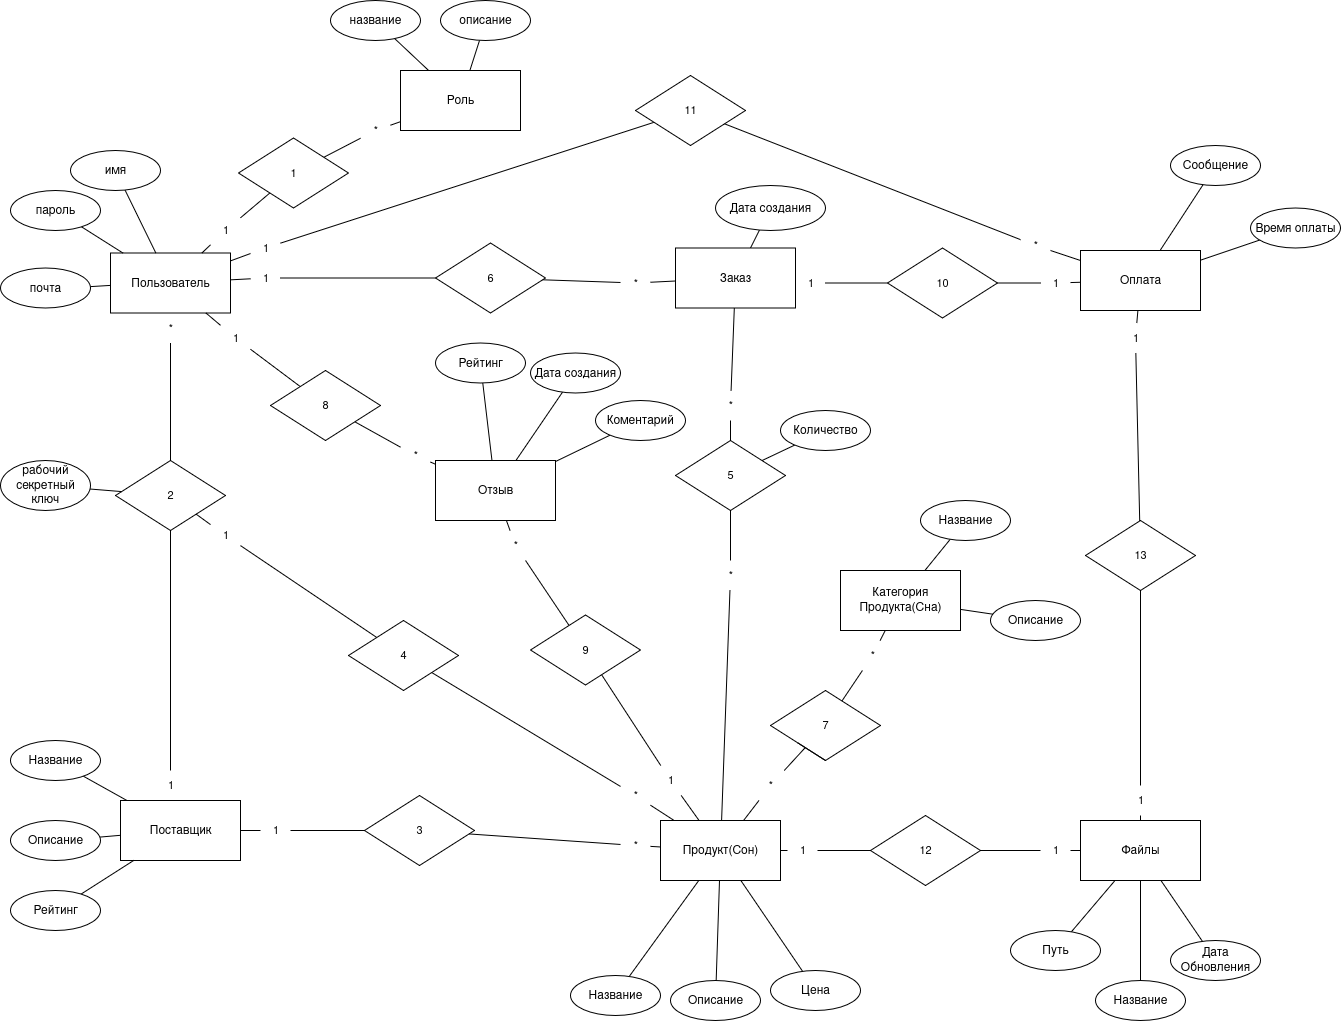 название
описание
Роль
11
*
1
имя
Сообщение
пароль
1
Дата создания
Время оплаты
1
*
почта
Пользователь
1
6
*
Заказ
1
10
1
Оплата
*
1
1
Рейтинг
Дата создания
8
*
Коментарий
Количество
*
рабочий
секретный
ключ
2
Отзыв
5
1
*
Название
13
*
Категория
Продукта(Сна)
Описание
4
9
*
7
Название
1
1
*
*
1
Поставщик
1
3
*
Описание
Продукт(Сон)
1
12
1
Файлы
Рейтинг
Путь
Дата
Обновления
Название
Описание
Цена
Название